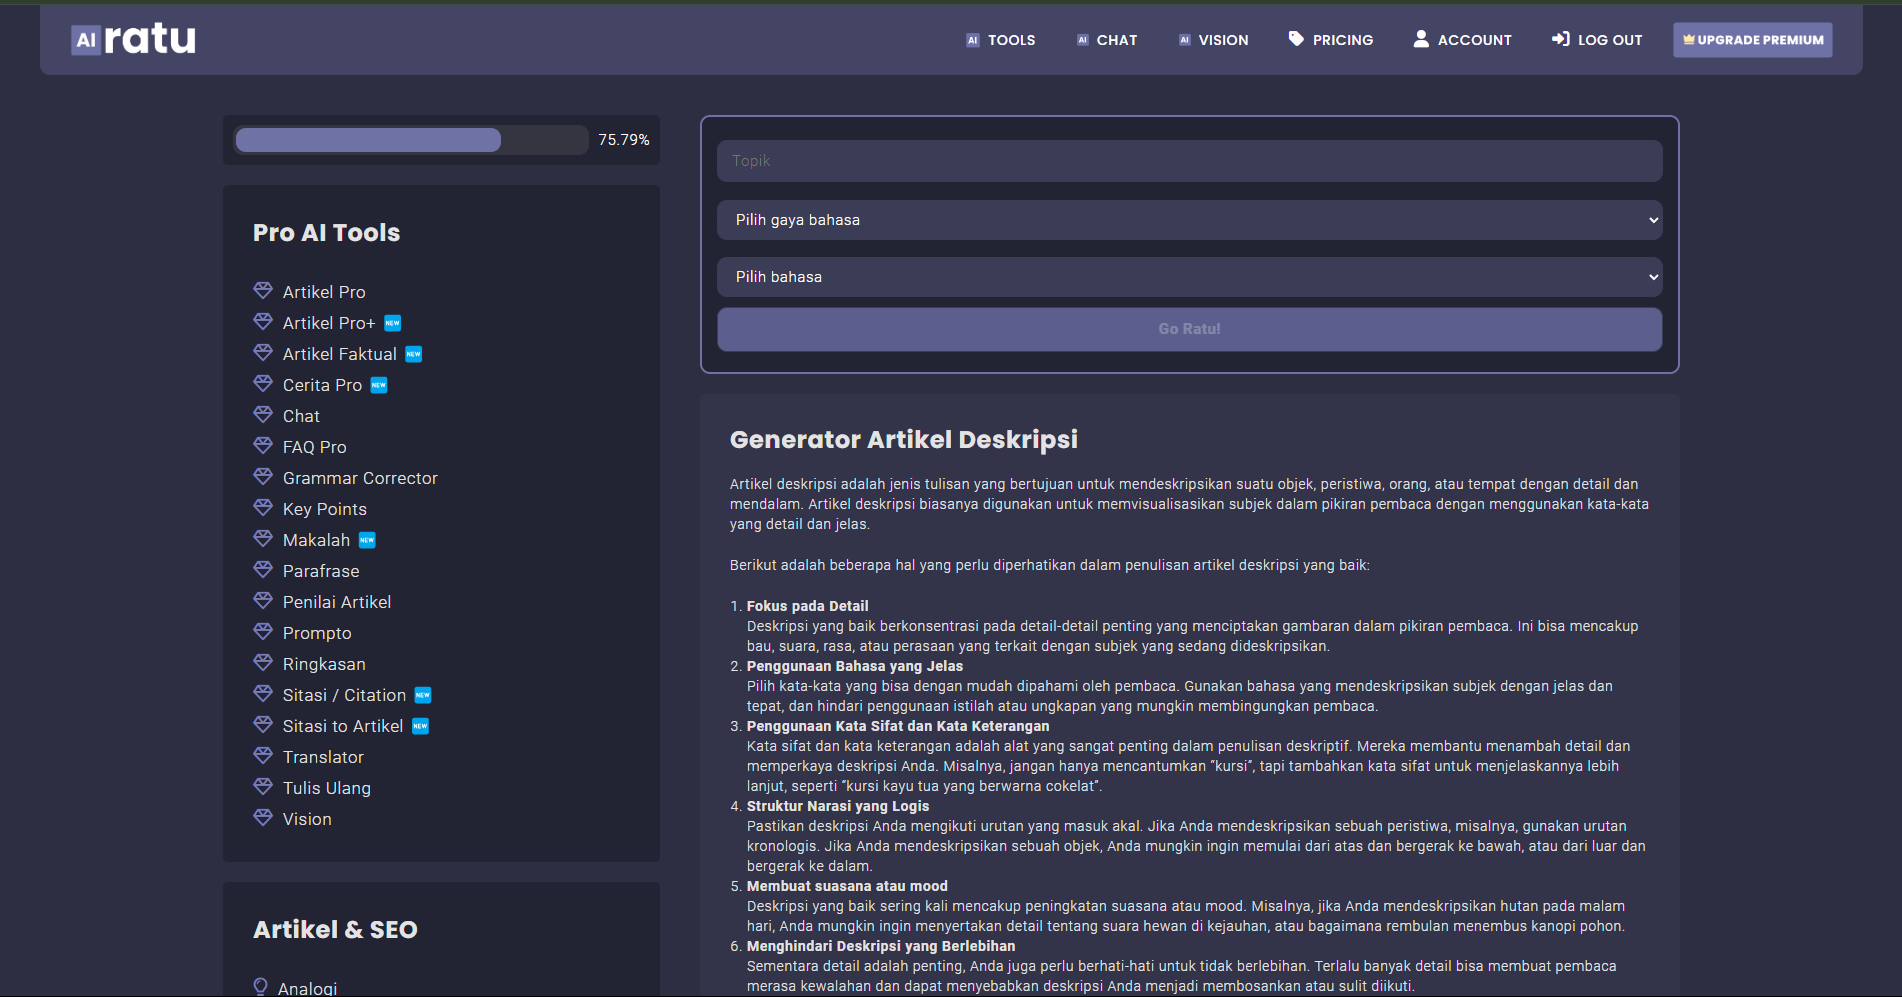 AI ratu
AI TOOLS
AI CHAT
AI VISION
PRICING
ACCOUNT
LOG OUT
UPGRADE PREMIUM
75.79%
Pro AI Tools
Artikel Pro
Artikel Pro+ NEW
Artikel Faktual NEW
Cerita Pro NEW
Chat
FAQ Pro
Grammar Corrector
Key Points
Makalah NEW
Parafrase
Penilai Artikel
Prompto
Ringkasan
Sitasi / Citation NEW
Sitasi to Artikel NEW
Translator
Tulis Ulang
Vision
Artikel & SEO
Analogi
Topik
Pilih gaya bahasa
Pilih bahasa
Go Ratu!
Generator Artikel Deskripsi
Artikel deskripsi adalah jenis tulisan yang bertujuan untuk mendeskripsikan suatu objek, peristiwa, orang, atau tempat dengan detail dan
mendalam. Artikel deskripsi biasanya digunakan untuk memvisualisasikan subjek dalam pikiran pembaca dengan menggunakan kata-kata
yang detail dan jelas.
Berikut adalah beberapa hal yang perlu diperhatikan dalam penulisan artikel deskripsi yang baik:
1. Fokus pada Detail
Deskripsi yang baik berkonsentrasi pada detail-detail penting yang menciptakan gambaran dalam pikiran pembaca. Ini bisa mencakup
bau, suara, rasa, atau perasaan yang terkait dengan subjek yang sedang dideskripsikan.
2. Penggunaan Bahasa yang Jelas
Pilih kata-kata yang bisa dengan mudah dipahami oleh pembaca. Gunakan bahasa yang mendeskripsikan subjek dengan jelas dan
tepat, dan hindari penggunaan istilah atau ungkapan yang mungkin membingungkan pembaca.
3. Penggunaan Kata Sifat dan Kata Keterangan
Kata sifat dan kata keterangan adalah alat yang sangat penting dalam penulisan deskriptif. Mereka membantu menambah detail dan
memperkaya deskripsi Anda. Misalnya, jangan hanya mencantumkan “kursi”, tapi tambahkan kata sifat untuk menjelaskannya lebih
lanjut, seperti “kursi kayu tua yang berwarna cokelat”.
4. Struktur Narasi yang Logis
Pastikan deskripsi Anda mengikuti urutan yang masuk akal. Jika Anda mendeskripsikan sebuah peristiwa, misalnya, gunakan urutan
kronologis. Jika Anda mendeskripsikan sebuah objek, Anda mungkin ingin memulai dari atas dan bergerak ke bawah, atau dari luar dan
bergerak ke dalam.
5. Membuat suasana atau mood
Deskripsi yang baik sering kali mencakup peningkatan suasana atau mood. Misalnya, jika Anda mendeskripsikan hutan pada malam
hari, Anda mungkin ingin menyertakan detail tentang suara hewan di kejauhan, atau bagaimana rembulan menembus kanopi pohon.
6. Menghindari Deskripsi yang Berlebihan
Sementara detail adalah penting, Anda juga perlu berhati-hati untuk tidak berlebihan. Terlalu banyak detail bisa membuat pembaca
merasa kewalahan dan dapat menyebabkan deskripsi Anda menjadi membosankan atau sulit diikuti.